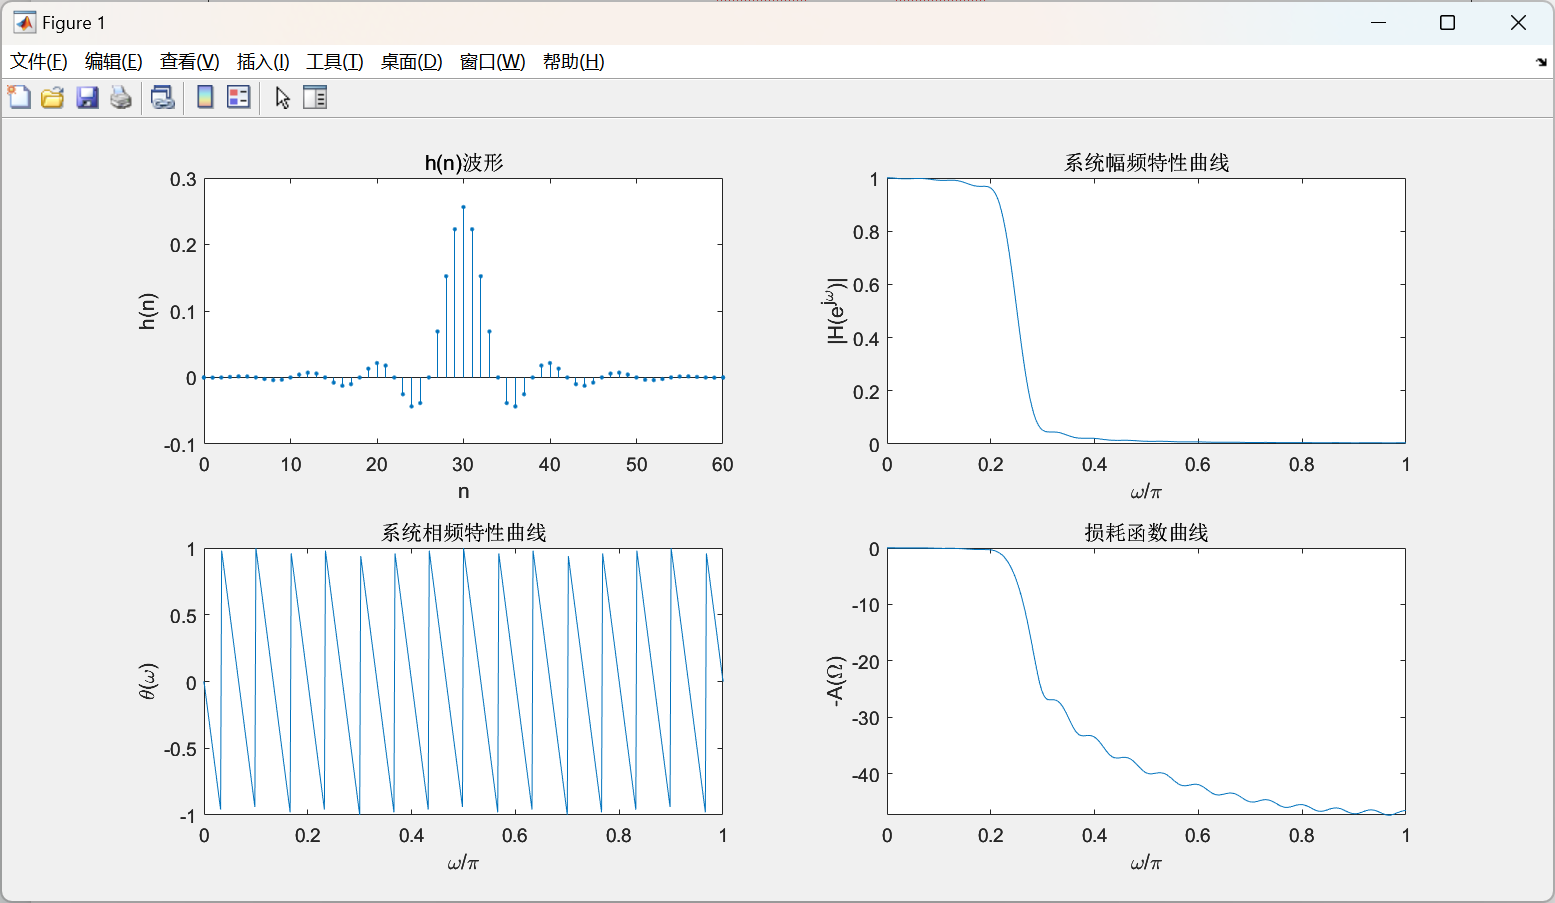 Figure 1
文件(F) 编辑(E) 查看(V) 插入(I) 工具(T) 桌面(D) 窗口(W) 帮助(H)
h(n)波形
0.3
0.2
0.1
0
-0.1
h(n)
0 10 20 30 40 50 60
n
系统幅频特性曲线
1
0.8
0.6
0.4
0.2
0
|H(e^jω)|
0 0.2 0.4 0.6 0.8 1
ω/π
系统相频特性曲线
1
0.5
0
-0.5
-1
θ(ω)
0 0.2 0.4 0.6 0.8 1
ω/π
损耗函数曲线
0
-10
-20
-30
-40
-A(Ω)
0 0.2 0.4 0.6 0.8 1
ω/π